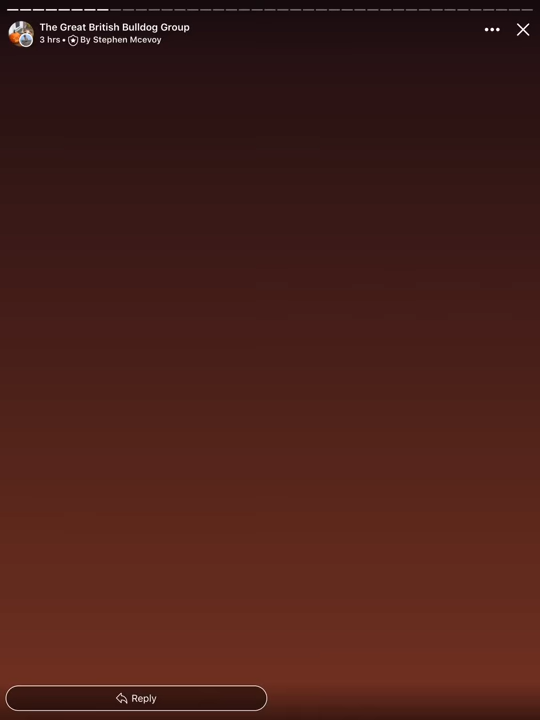 The Great British Bulldog Group
3 hrs • By Stephen Mcevoy
Reply